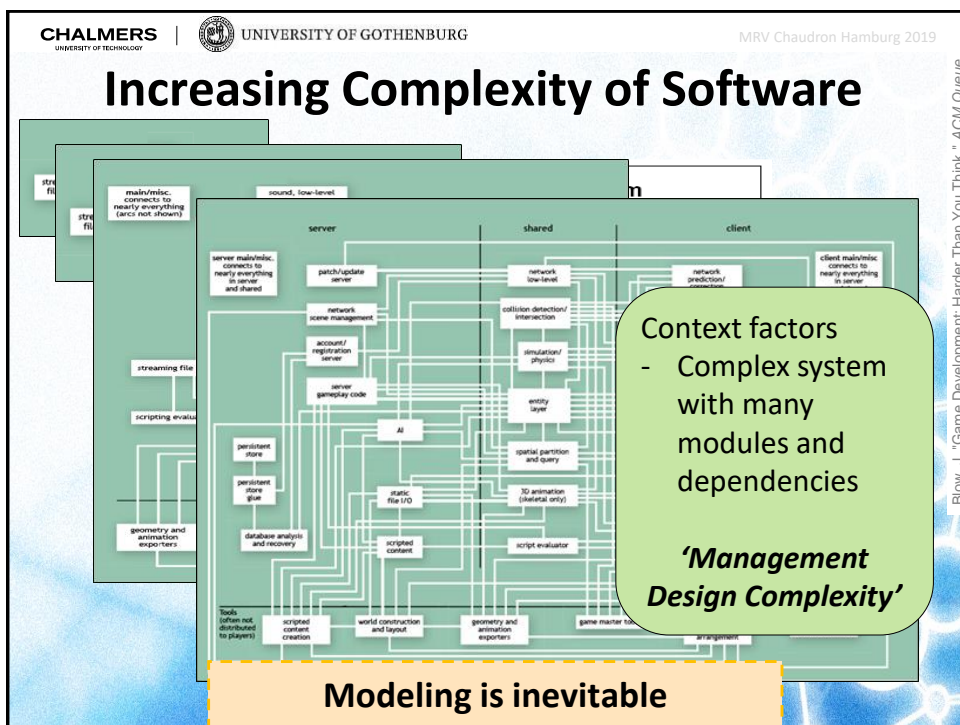 CHALMERS
UNIVERSITY OF TECHNOLOGY
UNIVERSITY OF GOTHENBURG
MRV Chaudron Hamburg 2019
Increasing Complexity of Software
Blow, J. "Game Development: Harder Than You Think." ACM Queue
main/misc.
connects to
nearly everything
(arcs not shown)
sound, low-level
streaming file
scripting
geometry and
animation
exporters
server
shared
client
server main/misc.
connects to
nearly everything
in server
and shared
patch/update
server
network
low-level
network
prediction/
client main/misc
connects to
nearly everything
in server
network
scene management
collision detection/
intersection
account/
registration
server
simulation/
physics
server
gameplay code
entity
layer
AI
spatial partition
and query
persistent
store
persistent
store
glue
static
file I/O
3D animation
(skeletal only)
database analysis
and recovery
scripted
content
script evaluator
Tools
(often not
distributed
to players)
scripted
content
creation
world construction
and layout
geometry and
animation
exporters
game master
arrangement
Context factors
- Complex system
with many
modules and
dependencies
‘Management
Design Complexity’
Modeling is inevitable